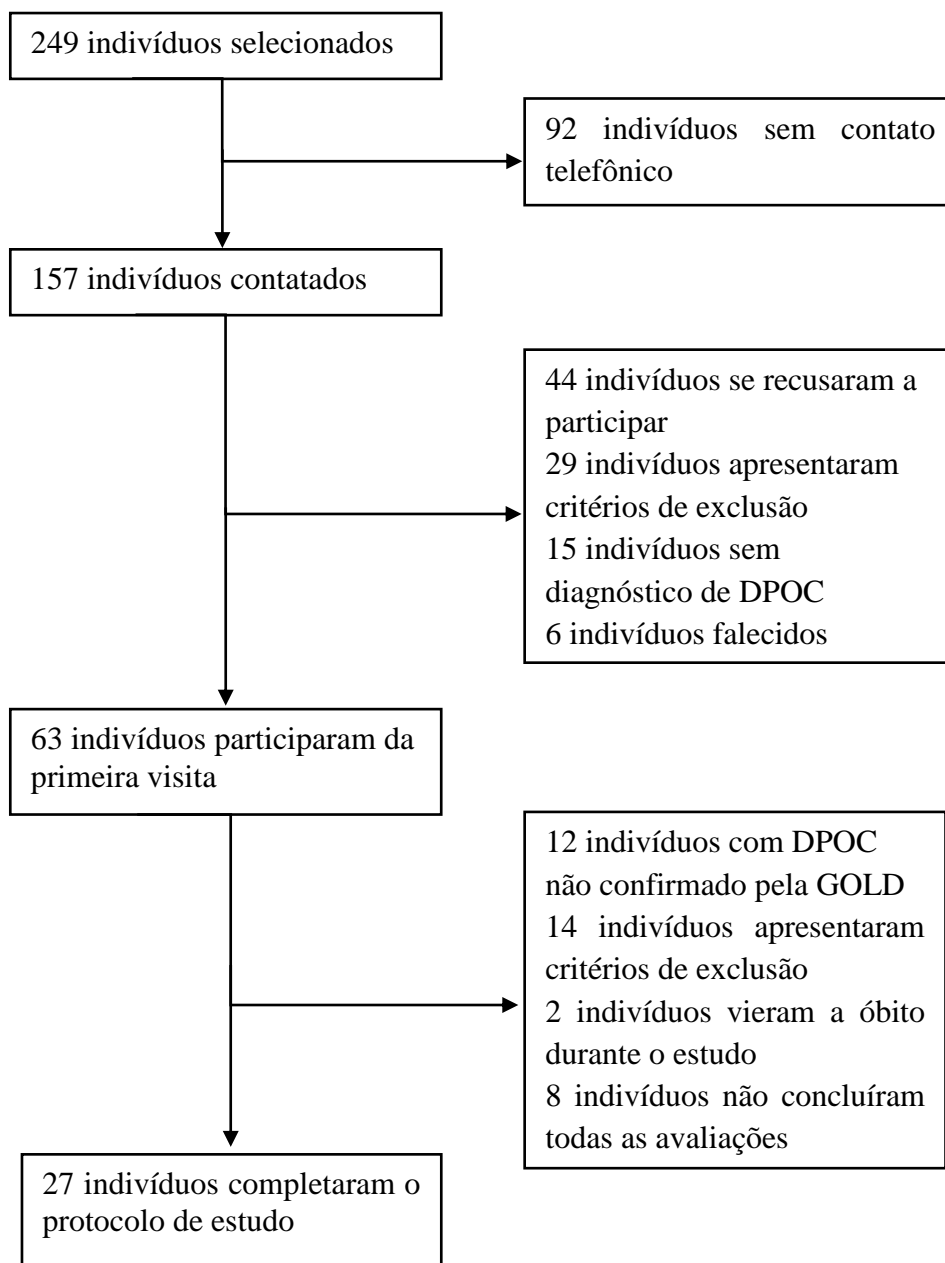 249 indivíduos selecionados
92 indivíduos sem contato
telefônico
157 indivíduos contatados
44 indivíduos se recusaram a
participar
29 indivíduos apresentaram
critérios de exclusão
15 indivíduos sem
diagnóstico de DPOC
6 indivíduos falecidos
63 indivíduos participaram da
primeira visita
12 indivíduos com DPOC
não confirmado pela GOLD
14 indivíduos apresentaram
critérios de exclusão
2 indivíduos vieram a óbito
durante o estudo
8 indivíduos não concluíram
todas as avaliações
27 indivíduos completaram o
protocolo de estudo